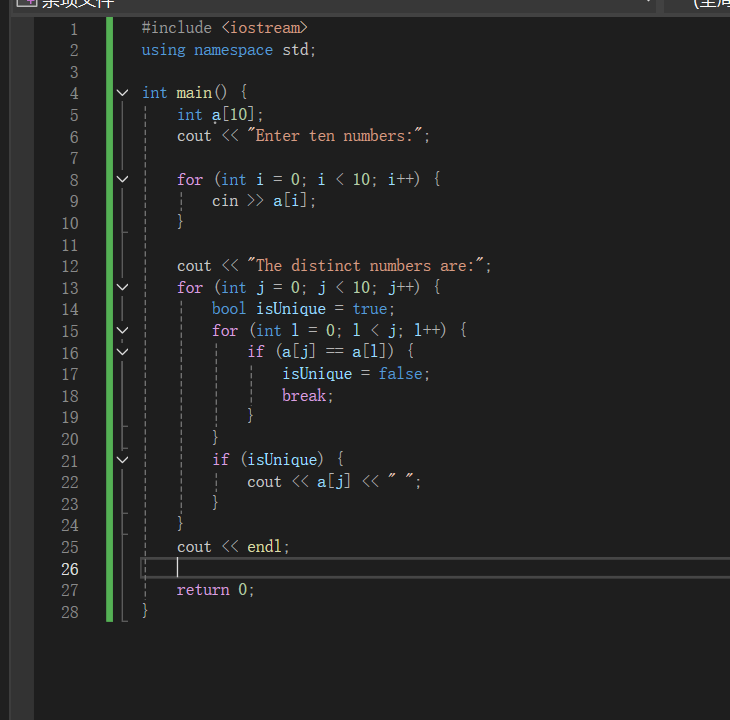 杂项文件
1 #include <iostream>
2 using namespace std;
3
4 int main() {
5     int a[10];
6     cout << "Enter ten numbers:";
7
8     for (int i = 0; i < 10; i++) {
9         cin >> a[i];
10     }
11
12     cout << "The distinct numbers are:";
13     for (int j = 0; j < 10; j++) {
14         bool isUnique = true;
15         for (int l = 0; l < j; l++) {
16             if (a[j] == a[l]) {
17                 isUnique = false;
18                 break;
19             }
20         }
21         if (isUnique) {
22             cout << a[j] << " ";
23         }
24     }
25     cout << endl;
26
27     return 0;
28 }